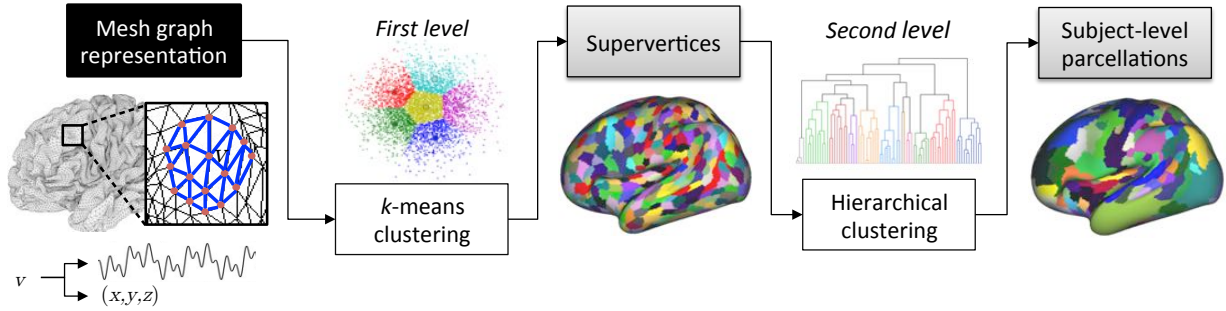 Mesh graph
representation
First level
Supervertices
Second level
Subject-level
parcellations
V
k-means
clustering
Hierarchical
clustering
v
(x,y,z)